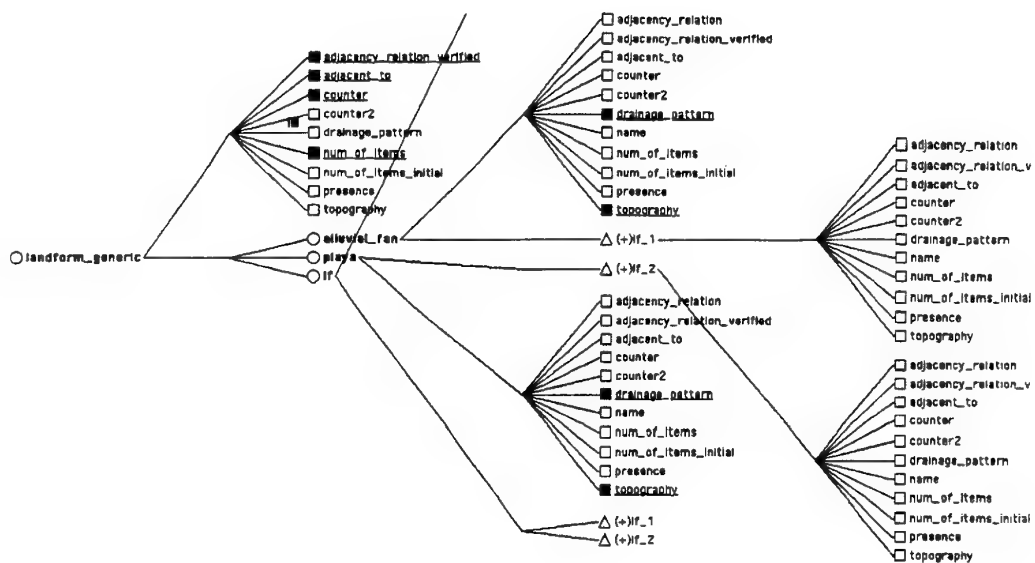 adjacency_relation_verified
adjacent_to
counter
counter2
drainage_pattern
num_of_items
num_of_items_initial
presence
topography
landform_generic
alluvial_fan
playa
lf
adjacency_relation
adjacency_relation_verified
adjacent_to
counter
counter2
drainage_pattern
name
num_of_items
num_of_items_initial
presence
topography
(+)lf_1
(+)lf_2
adjacency_relation
adjacency_relation_verified
adjacent_to
counter
counter2
drainage_pattern
name
num_of_items
num_of_items_initial
presence
topography
(+)lf_1
(+)lf_2
adjacency_relation
adjacency_relation_v
adjacent_to
counter
counter2
drainage_pattern
name
num_of_items
num_of_items_initial
presence
topography
adjacency_relation
adjacency_relation_v
adjacent_to
counter
counter2
drainage_pattern
name
num_of_items
num_of_items_initial
presence
topography